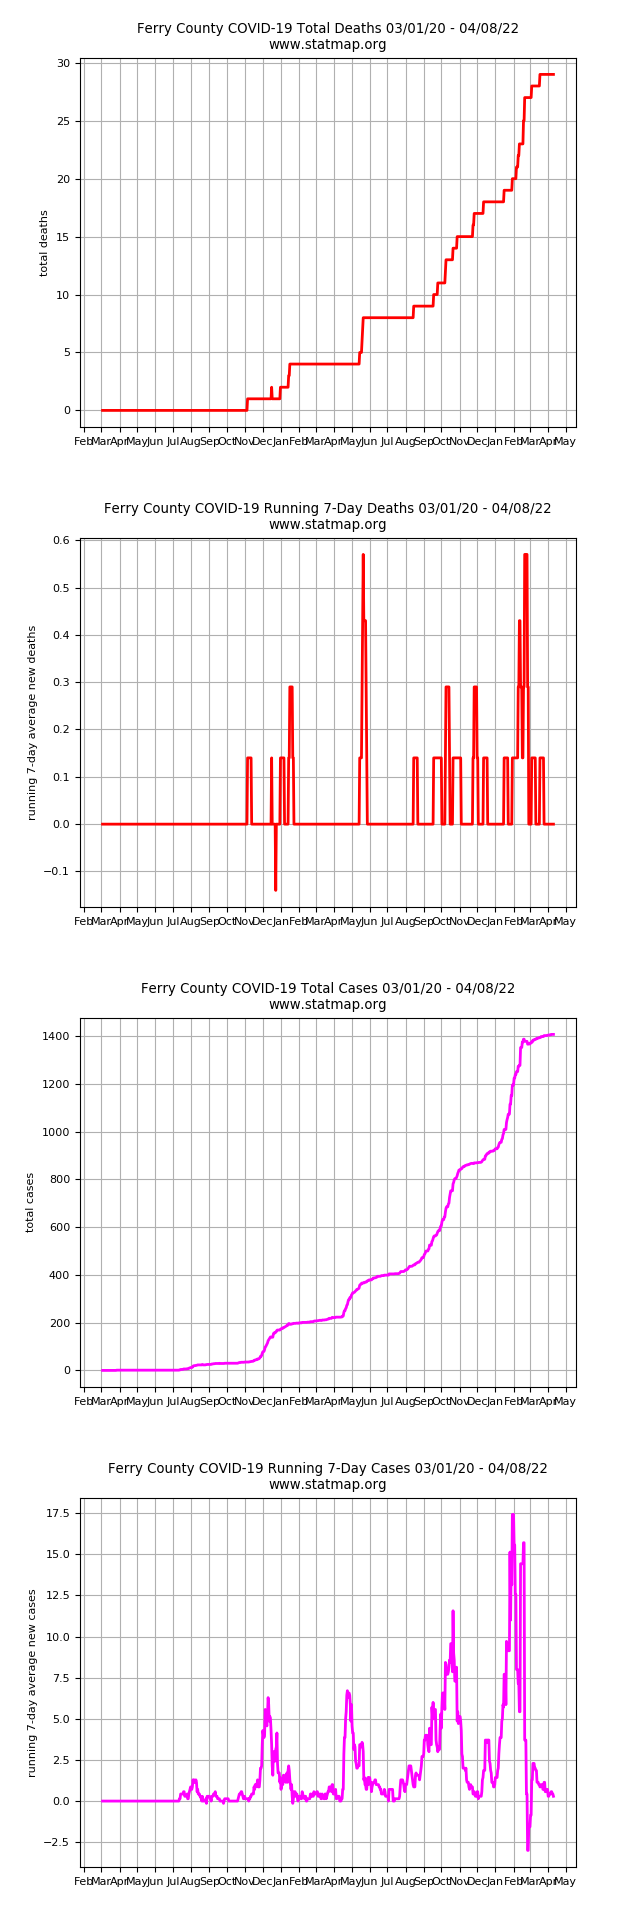 Ferry County COVID-19 Total Deaths 03/01/20 - 04/08/22
www.statmap.org
30
25
20
15
10
5
0
total deaths
Feb Mar Apr May Jun Jul Aug Sep Oct Nov Dec Jan Feb Mar Apr May Jun Jul Aug Sep Oct Nov Dec Jan Feb Mar Apr May
Ferry County COVID-19 Running 7-Day Deaths 03/01/20 - 04/08/22
www.statmap.org
0.6
0.5
0.4
0.3
0.2
0.1
0.0
−0.1
running 7-day average new deaths
Feb Mar Apr May Jun Jul Aug Sep Oct Nov Dec Jan Feb Mar Apr May Jun Jul Aug Sep Oct Nov Dec Jan Feb Mar Apr May
Ferry County COVID-19 Total Cases 03/01/20 - 04/08/22
www.statmap.org
1400
1200
1000
800
600
400
200
0
total cases
Feb Mar Apr May Jun Jul Aug Sep Oct Nov Dec Jan Feb Mar Apr May Jun Jul Aug Sep Oct Nov Dec Jan Feb Mar Apr May
Ferry County COVID-19 Running 7-Day Cases 03/01/20 - 04/08/22
www.statmap.org
17.5
15.0
12.5
10.0
7.5
5.0
2.5
0.0
−2.5
running 7-day average new cases
Feb Mar Apr May Jun Jul Aug Sep Oct Nov Dec Jan Feb Mar Apr May Jun Jul Aug Sep Oct Nov Dec Jan Feb Mar Apr May